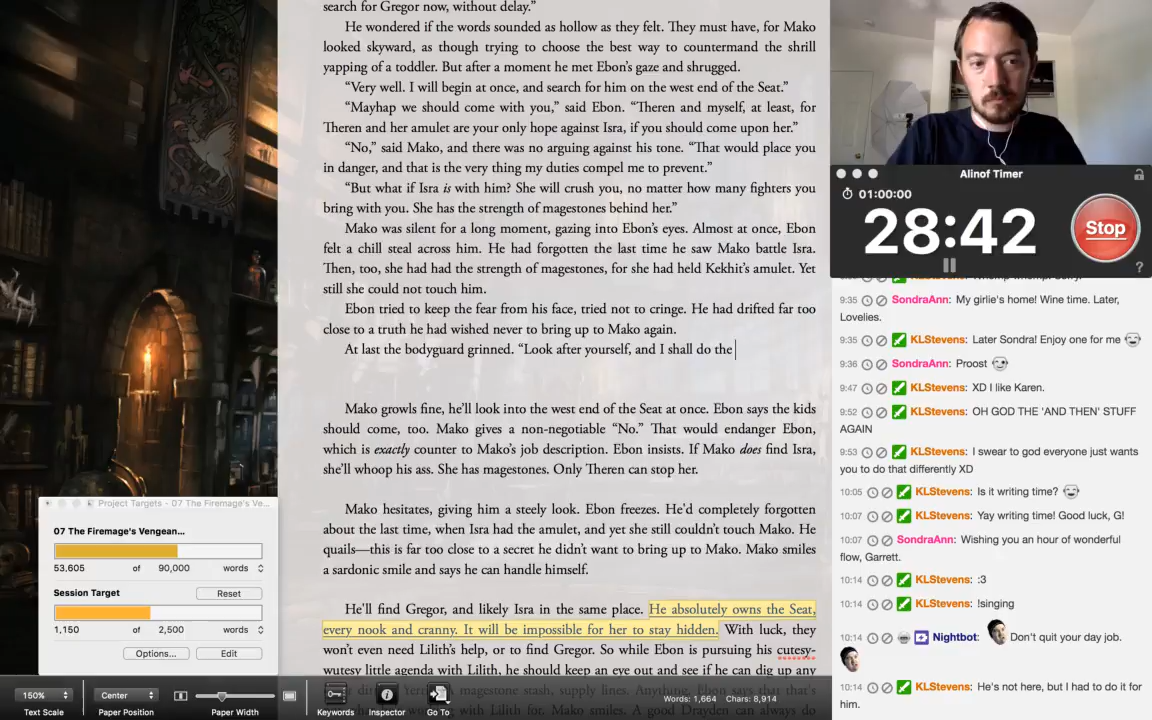 search for Gregor now, without delay.”
He wondered if the words sounded as hollow as they felt. They must have, for Mako
looked skyward, as though trying to choose the best way to countermand the shrill
yapping of a toddler. But after a moment he met Ebon’s gaze and shrugged.
“Very well. I will begin at once, and search for him on the west end of the Seat.”
“Mayhap we should come with you,” said Ebon. “Theren and myself, at least, for
Theren and her amulet are your only hope against Isra, if you should come upon her.”
“No,” said Mako, and there was no arguing against his tone. “That would place you
in danger, and that is the very thing my duties compel me to prevent.”
“But what if Isra is with him? She will crush you, no matter how many fighters you
bring with you. She has the strength of magestones behind her.”
Mako was silent for a long moment, gazing into Ebon’s eyes. Almost at once, Ebon
felt a chill steal across him. He had forgotten the last time he saw Mako battle Isra.
Then, too, she had had the strength of magestones, for she had held Kekhit’s amulet. Yet
still she could not touch him.
Ebon tried to keep the fear from his face, tried not to cringe. He had drifted far too
close to a truth he had wished never to bring up to Mako again.
At last the bodyguard grinned. “Look after yourself, and I shall do the
Mako growls fine, he’ll look into the west end of the Seat at once. Ebon says the kids
should come, too. Mako gives a non-negotiable “No.” That would endanger Ebon,
which is exactly counter to Mako’s job description. Ebon insists. If Mako does find Isra,
she’ll whoop his ass. She has magestones. Only Theren can stop her.
Mako hesitates, giving him a steely look. Ebon freezes. He’d completely forgotten
about the last time, when Isra had the amulet, and yet she still couldn’t touch Mako. He
quails—this is far too close to a secret he didn’t want to bring up to Mako. Mako smiles
a sardonic smile and says he can handle himself.
He’ll find Gregor, and likely Isra in the same place. He absolutely owns the Seat,
every nook and cranny. It will be impossible for her to stay hidden. With luck, they
won’t even need Lilith’s help, or to find Gregor. So while Ebon is pursuing his cutesy-
wutesy little agenda with Lilith, he should keep an eye out and see if he can dig up any
magestone stash, supply lines.
with Lilith. Mako smiles. A good Drayden can always do
Project Targets - 07 The Firemage's Ve...
07 The Firemage's Vengean...
53,605 of 90,000 words
Session Target Reset
1,150 of 2,500 words
Options... Edit
150% Center
Text Scale Paper Position Paper Width Keywords Inspector Go To
Words: 1,664 Chars: 8,914
Alinof Timer
01:00:00
28:42
Stop
?
9:35 SondraAnn: My girlie's home! Wine time. Later,
Lovelies.
9:35 KLStevens: Later Sondra! Enjoy one for me
9:36 SondraAnn: Proost
9:47 KLStevens: XD I like Karen.
9:52 KLStevens: OH GOD THE 'AND THEN' STUFF
AGAIN
9:53 KLStevens: I swear to god everyone just wants
you to do that differently XD
10:05 KLStevens: Is it writing time?
10:07 KLStevens: Yay writing time! Good luck, G!
10:07 SondraAnn: Wishing you an hour of wonderful
flow, Garrett.
10:14 KLStevens: :3
10:14 KLStevens: !singing
10:14 Nightbot: Don't quit your day job.
10:14 KLStevens: He's not here, but I had to do it for
him.